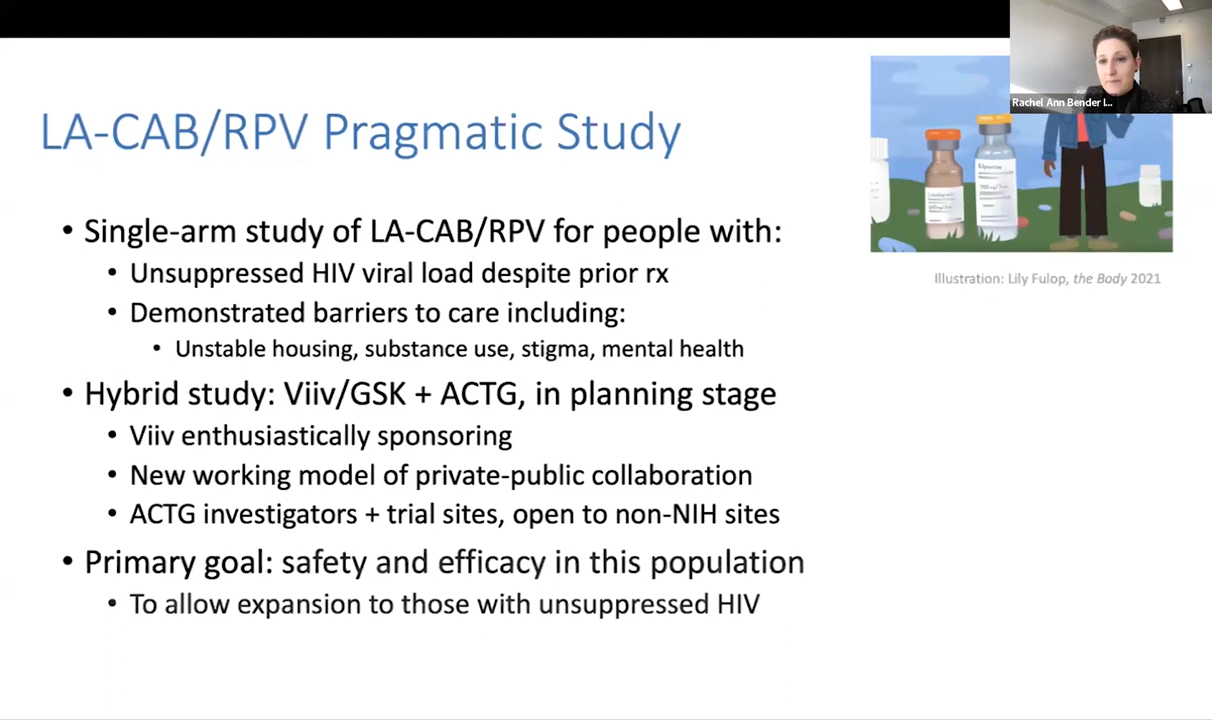 Rachel Ann Bender I...
LA-CAB/RPV Pragmatic Study
• Single-arm study of LA-CAB/RPV for people with:
• Unsuppressed HIV viral load despite prior rx
• Demonstrated barriers to care including:
• Unstable housing, substance use, stigma, mental health
• Hybrid study: Viiv/GSK + ACTG, in planning stage
• Viiv enthusiastically sponsoring
• New working model of private-public collaboration
• ACTG investigators + trial sites, open to non-NIH sites
• Primary goal: safety and efficacy in this population
• To allow expansion to those with unsuppressed HIV
Illustration: Lily Fulop, the Body 2021